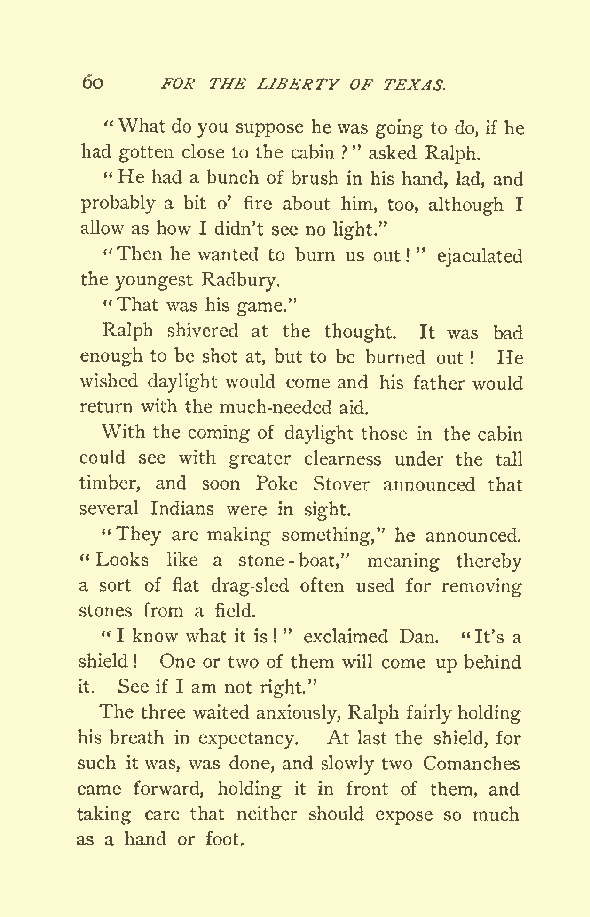 60 FOR THE LIBERTY OF TEXAS.
"What do you suppose he was going to do, if he
had gotten close to the cabin?" asked Ralph.
"He had a bunch of brush in his hand, lad, and
probably a bit o' fire about him, too, although I
allow as how I didn't see no light."
"Then he wanted to burn us out!" ejaculated
the youngest Radbury.
"That was his game."
Ralph shivered at the thought. It was bad
enough to be shot at, but to be burned out! He
wished daylight would come and his father would
return with the much-needed aid.
With the coming of daylight those in the cabin
could see with greater clearness under the tall
timber, and soon Poke Stover announced that
several Indians were in sight.
"They are making something," he announced.
"Looks like a stone-boat," meaning thereby
a sort of flat drag-sled often used for removing
stones from a field.
"I know what it is!" exclaimed Dan. "It's a
shield! One or two of them will come up behind
it. See if I am not right."
The three waited anxiously, Ralph fairly holding
his breath in expectancy. At last the shield, for
such it was, was done, and slowly two Comanches
came forward, holding it in front of them, and
taking care that neither should expose so much
as a hand or foot.